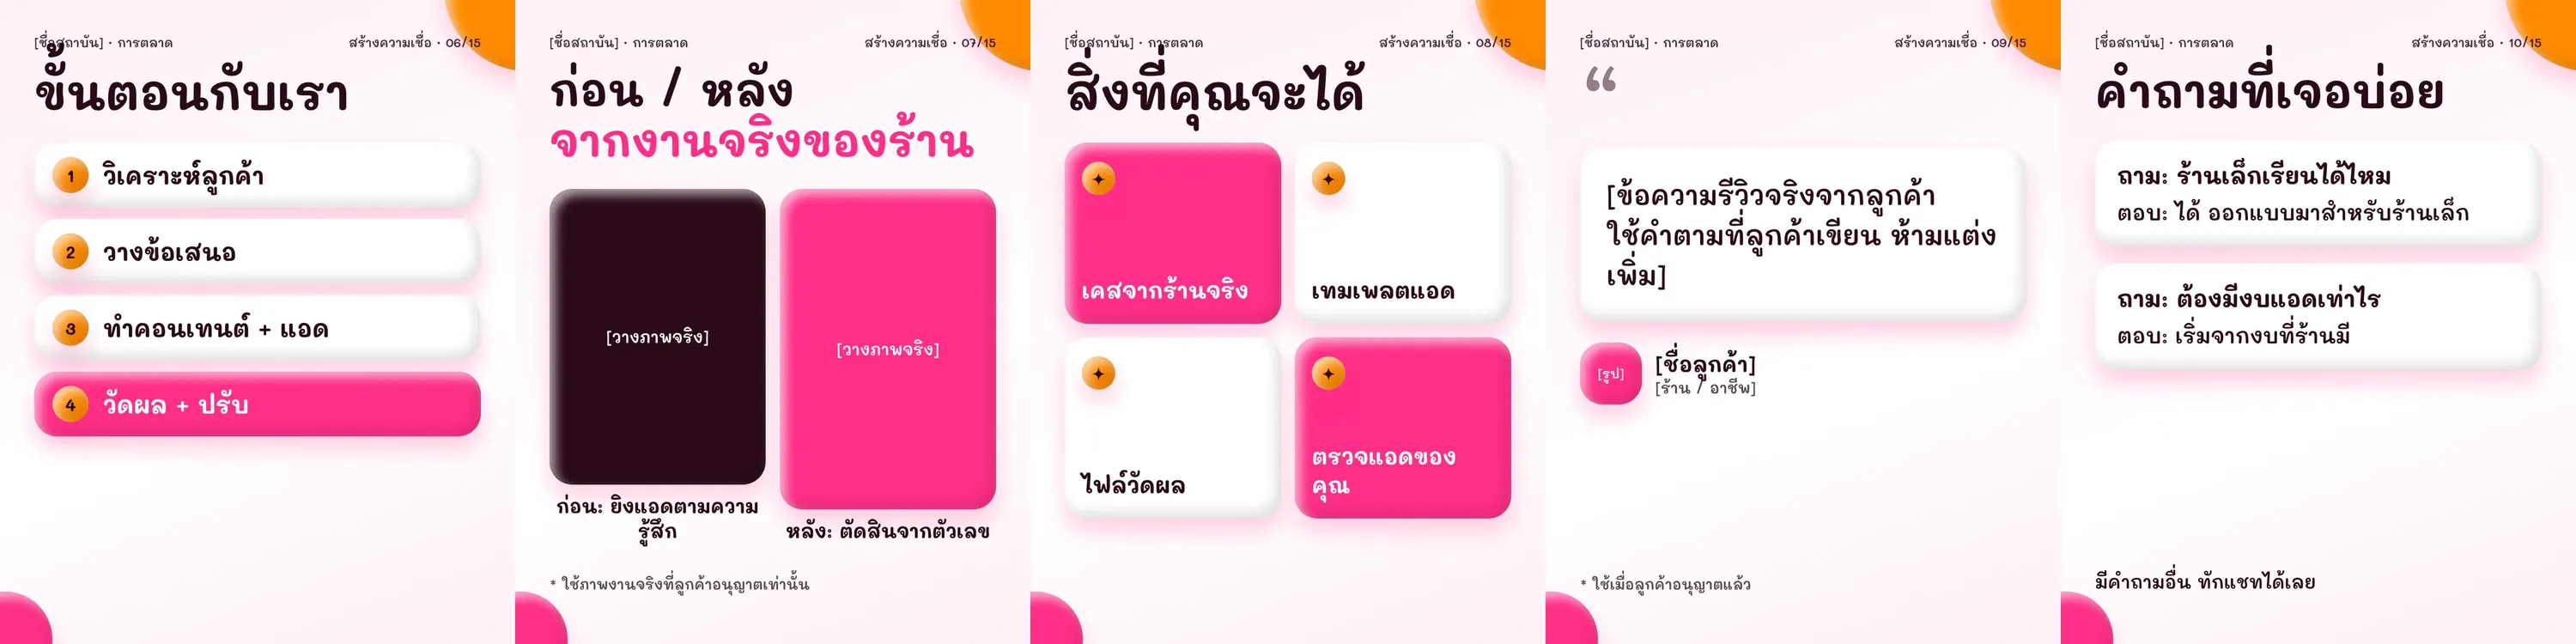 [ชื่อสถาบัน] · การตลาด
สร้างความเชื่อ · 06/15
ขั้นตอนกับเรา
1 วิเคราะห์ลูกค้า
2 วางข้อเสนอ
3 ทำคอนเทนต์ + แอด
4 วัดผล + ปรับ
[ชื่อสถาบัน] · การตลาด
สร้างความเชื่อ · 07/15
ก่อน / หลัง
จากงานจริงของร้าน
[วางภาพจริง]
[วางภาพจริง]
ก่อน: ยิงแอดตามความ
รู้สึก
หลัง: ตัดสินจากตัวเลข
* ใช้ภาพงานจริงที่ลูกค้าอนุญาตเท่านั้น
[ชื่อสถาบัน] · การตลาด
สร้างความเชื่อ · 08/15
สิ่งที่คุณจะได้
เคสจากร้านจริง
เทมเพลตแอด
ไฟล์วัดผล
ตรวจแอดของ
คุณ
[ชื่อสถาบัน] · การตลาด
สร้างความเชื่อ · 09/15
“
[ข้อความรีวิวจริงจากลูกค้า
ใช้คำตามที่ลูกค้าเขียน ห้ามแต่ง
เพิ่ม]
[รูป]
[ชื่อลูกค้า]
[ร้าน / อาชีพ]
* ใช้เมื่อลูกค้าอนุญาตแล้ว
[ชื่อสถาบัน] · การตลาด
สร้างความเชื่อ · 10/15
คำถามที่เจอบ่อย
ถาม: ร้านเล็กเรียนได้ไหม
ตอบ: ได้ ออกแบบมาสำหรับร้านเล็ก
ถาม: ต้องมีงบแอดเท่าไร
ตอบ: เริ่มจากงบที่ร้านมี
มีคำถามอื่น ทักแชทได้เลย